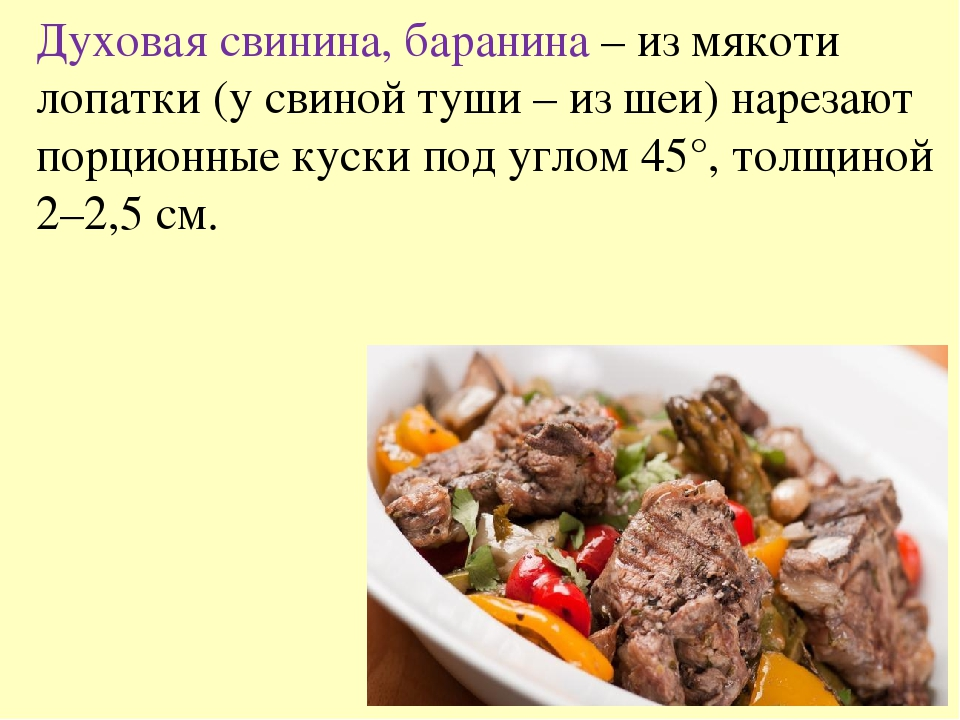 Духовая свинина, баранина – из мякоти
лопатки (у свиной туши – из шеи) нарезают
порционные куски под углом 45°, толщиной
2–2,5 см.